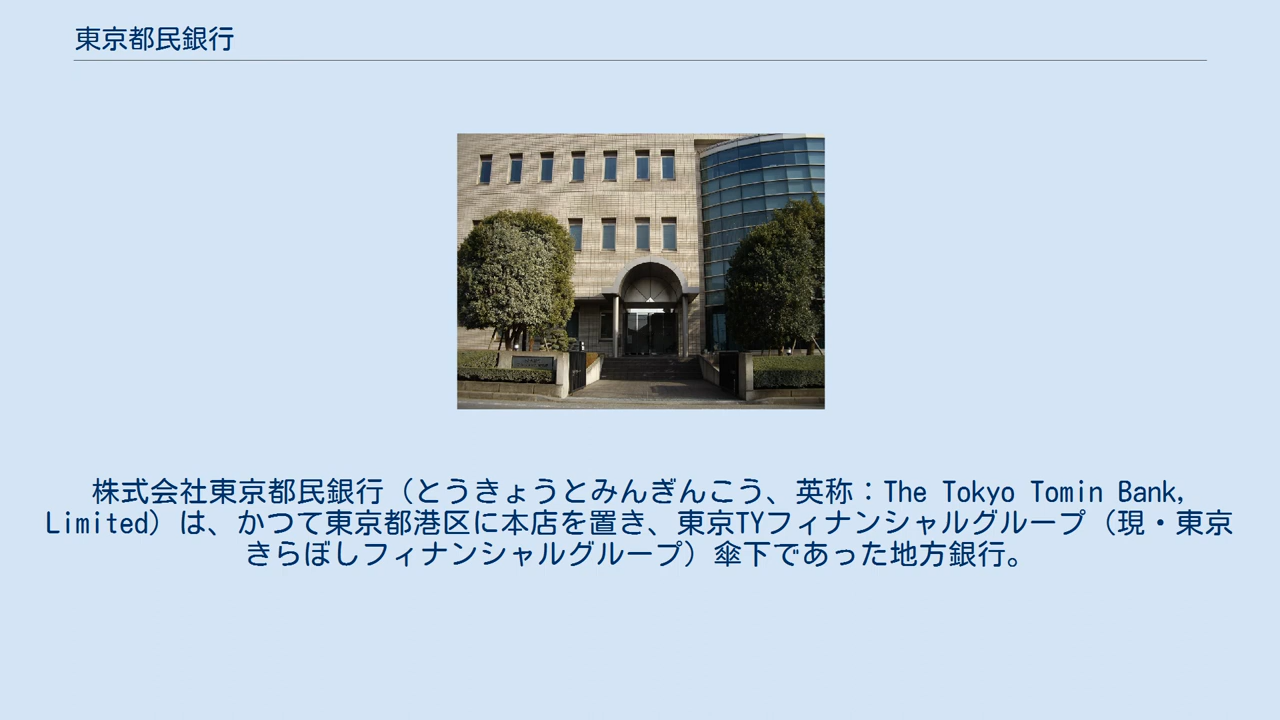 東京都民銀行
株式会社東京都民銀行（とうきょうとみんぎんこう、英称：The Tokyo Tomin Bank,
Limited）は、かつて東京都港区に本店を置き、東京TYフィナンシャルグループ（現・東京
きらぼしフィナンシャルグループ）傘下であった地方銀行。